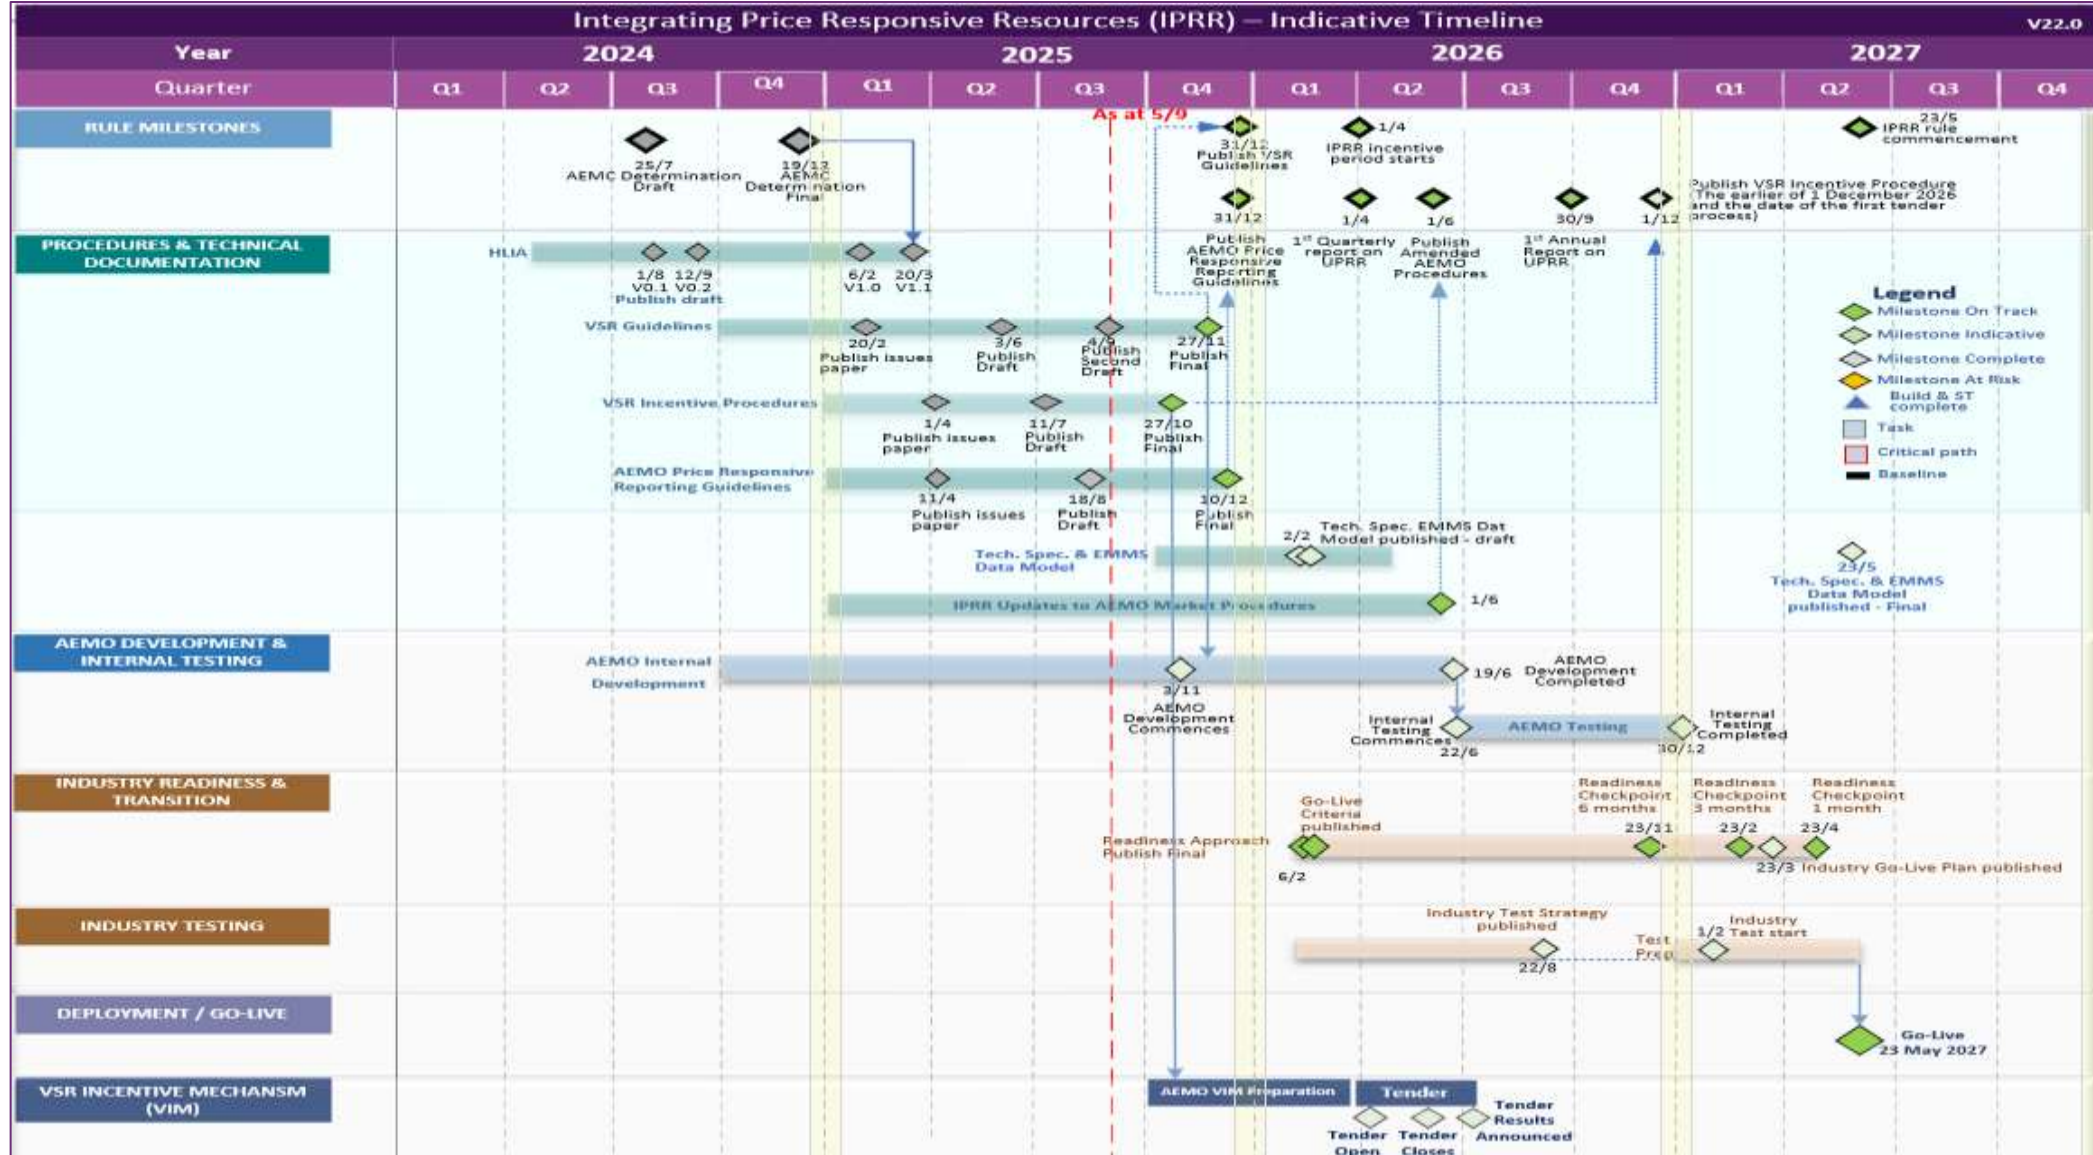 Integrating Price Responsive Resources (IPRR) – Indicative Timeline
V22.0
Year
2024
2025
2026
2027
Quarter
Q1
Q2
Q3
Q4
Q1
Q2
Q3
Q4
Q1
Q2
Q3
Q4
Q1
Q2
Q3
Q4
As at 5/9
RULE MILESTONES
25/7
AEMC Determination
Draft
19/12
AEMC
Determination
Final
31/12
Publish VSR
Guidelines
1/4
IPRR incentive
period starts
23/5
IPRR rule
commencement
31/12
Publish
AEMO Price
Responsive
Reporting
Guidelines
1/4
1st Quarterly
report on
UPRR
1/6
Publish
Amended
AEMO
Procedures
30/9
1st Annual
Report on
UPRR
1/12
Publish VSR Incentive Procedure
(The earlier of 1 December 2026
and the date of the first tender
process)
PROCEDURES & TECHNICAL
DOCUMENTATION
HLIA
1/8
V0.1
12/9
V0.2
Publish draft
6/2
V1.0
20/3
V1.1
VSR Guidelines
20/2
Publish issues
paper
3/6
Publish
Draft
4/9
Publish
Second
Draft
27/11
Publish
Final
VSR Incentive Procedures
1/4
Publish issues
paper
11/7
Publish
Draft
27/10
Publish
Final
AEMO Price Responsive
Reporting Guidelines
11/4
Publish issues
paper
18/8
Publish
Draft
10/12
Publish
Final
Tech. Spec. & EMMS
Data Model
2/2
Tech. Spec. EMMS Dat
Model published - draft
23/5
Tech. Spec. & EMMS
Data Model
published - Final
IPRR Updates to AEMO Market Procedures
1/6
Legend
Milestone On Track
Milestone Indicative
Milestone Complete
Milestone At Risk
Build & ST
complete
Task
Critical path
Baseline
AEMO DEVELOPMENT &
INTERNAL TESTING
AEMO Internal
Development
3/11
AEMO
Development
Commences
19/6
AEMO
Development
Completed
Internal
Testing
Commences
22/6
AEMO Testing
Internal
Testing
Completed
30/12
INDUSTRY READINESS &
TRANSITION
Readiness Approach
Publish Final
Go-Live
Criteria
published
6/2
Readiness
Checkpoint
6 months
23/11
Readiness
Checkpoint
3 months
23/2
Readiness
Checkpoint
1 month
23/4
23/3 Industry Go-Live Plan published
INDUSTRY TESTING
Industry Test Strategy
published
22/8
Test
Prep
1/2
Industry
Test start
DEPLOYMENT / GO-LIVE
Go-Live
23 May 2027
VSR INCENTIVE MECHANSM
(VIM)
AEMO VIM Preparation
Tender
Tender
Open
Tender
Closes
Tender
Results
Announced